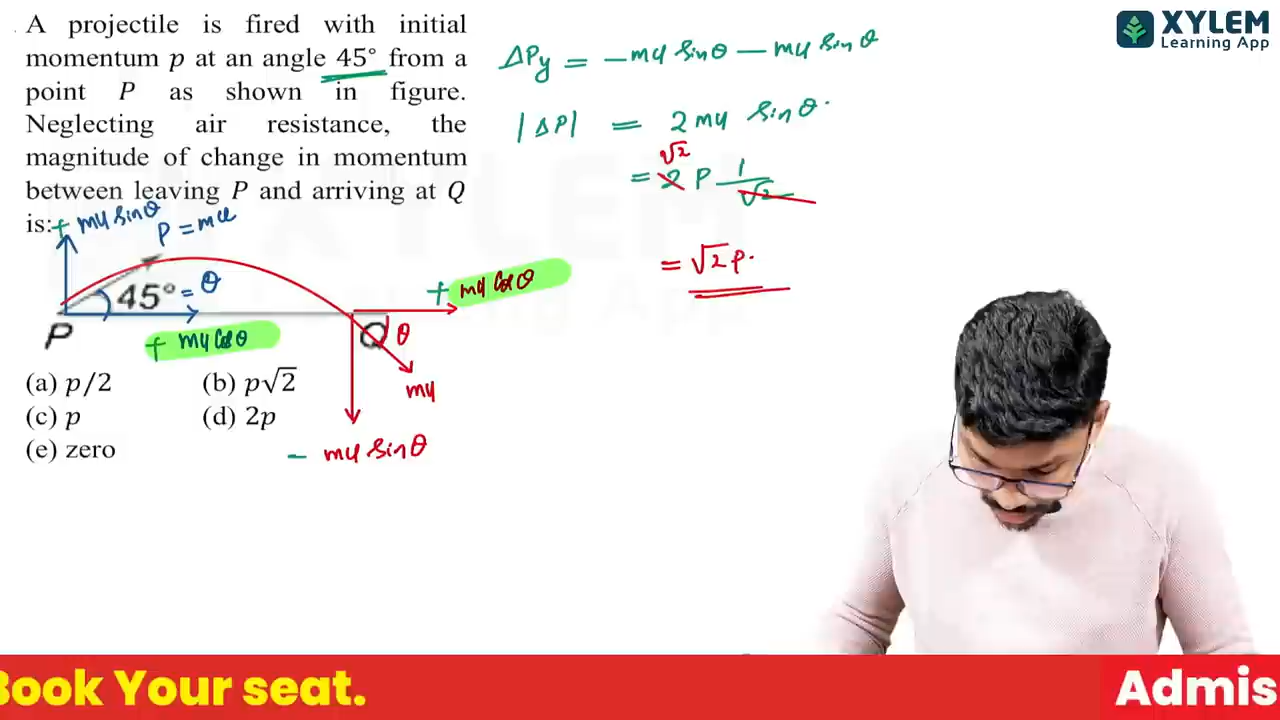 A projectile is fired with initial
momentum p at an angle 45° from a
point P as shown in figure.
Neglecting air resistance, the
magnitude of change in momentum
between leaving P and arriving at Q
is:
+ mu sinθ
P = mu
45° = θ
P
+ mu cosθ
Q
θ
+ mu cosθ
mu
- mu sinθ
(a) p/2
(b) p√2
(c) p
(d) 2p
(e) zero
ΔPy = -mu sinθ - mu sinθ
|ΔP| = 2mu sinθ
√2
= 2 P 1/√2
= √2 P.
XYLEM
Learning App
Book Your seat.
Admis